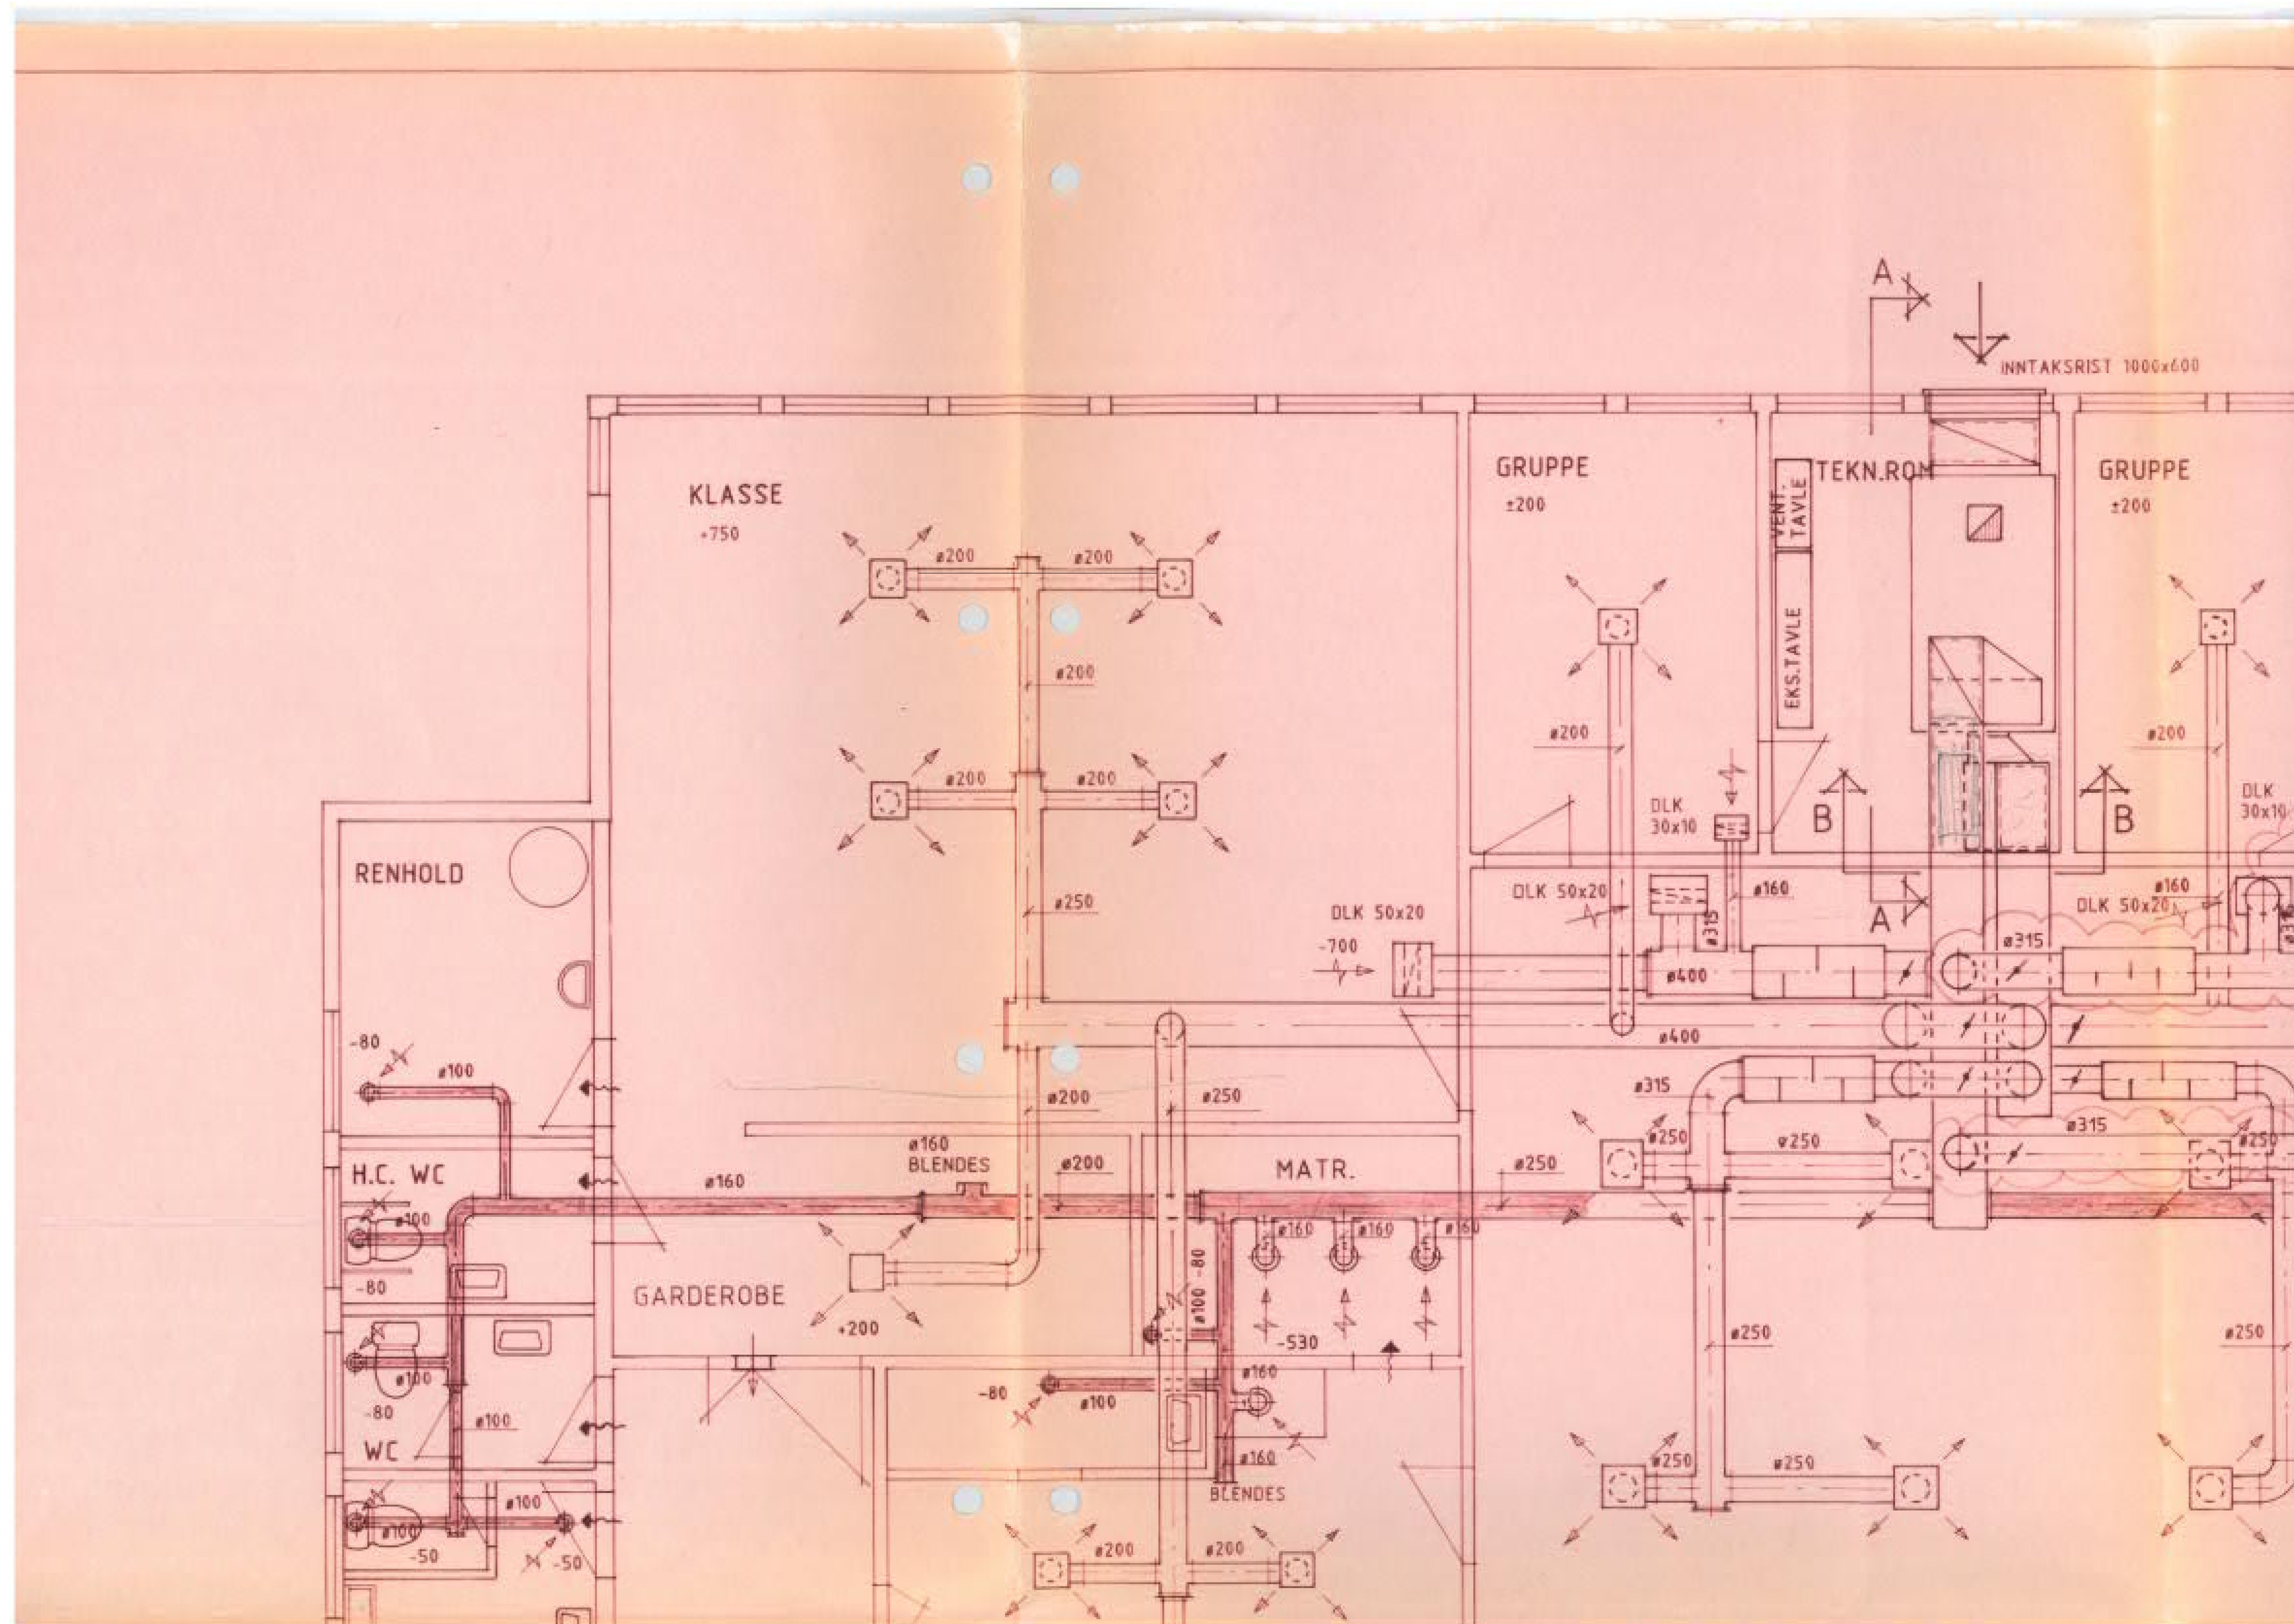 A
INNTAKSRIST 1000x600
KLASSE
+750
GRUPPE
±200
VENT.
TAVLE
TEKN.ROM
GRUPPE
±200
ø200
ø200
ø200
EKS.TAVLE
ø200
ø200
ø200
ø200
DLK
30x10
B
B
DLK
30x10
RENHOLD
ø250
DLK 50x20
-700
DLK 50x20
ø315
ø160
A
ø160
DLK 50x20
ø315
ø400
ø315
ø400
-80
ø100
ø200
ø250
ø315
ø315
H.C. WC
ø160
BLENDES
ø200
MATR.
ø250
ø250
ø250
ø250
ø160
ø100
ø160
ø160
ø160
-80
GARDEROBE
+200
ø100 -80
-530
ø250
ø250
ø100
-80
ø160
-80
ø100
ø100
WC
ø160
BLENDES
ø250
ø250
ø100
ø100
-50
-50
ø200
ø200